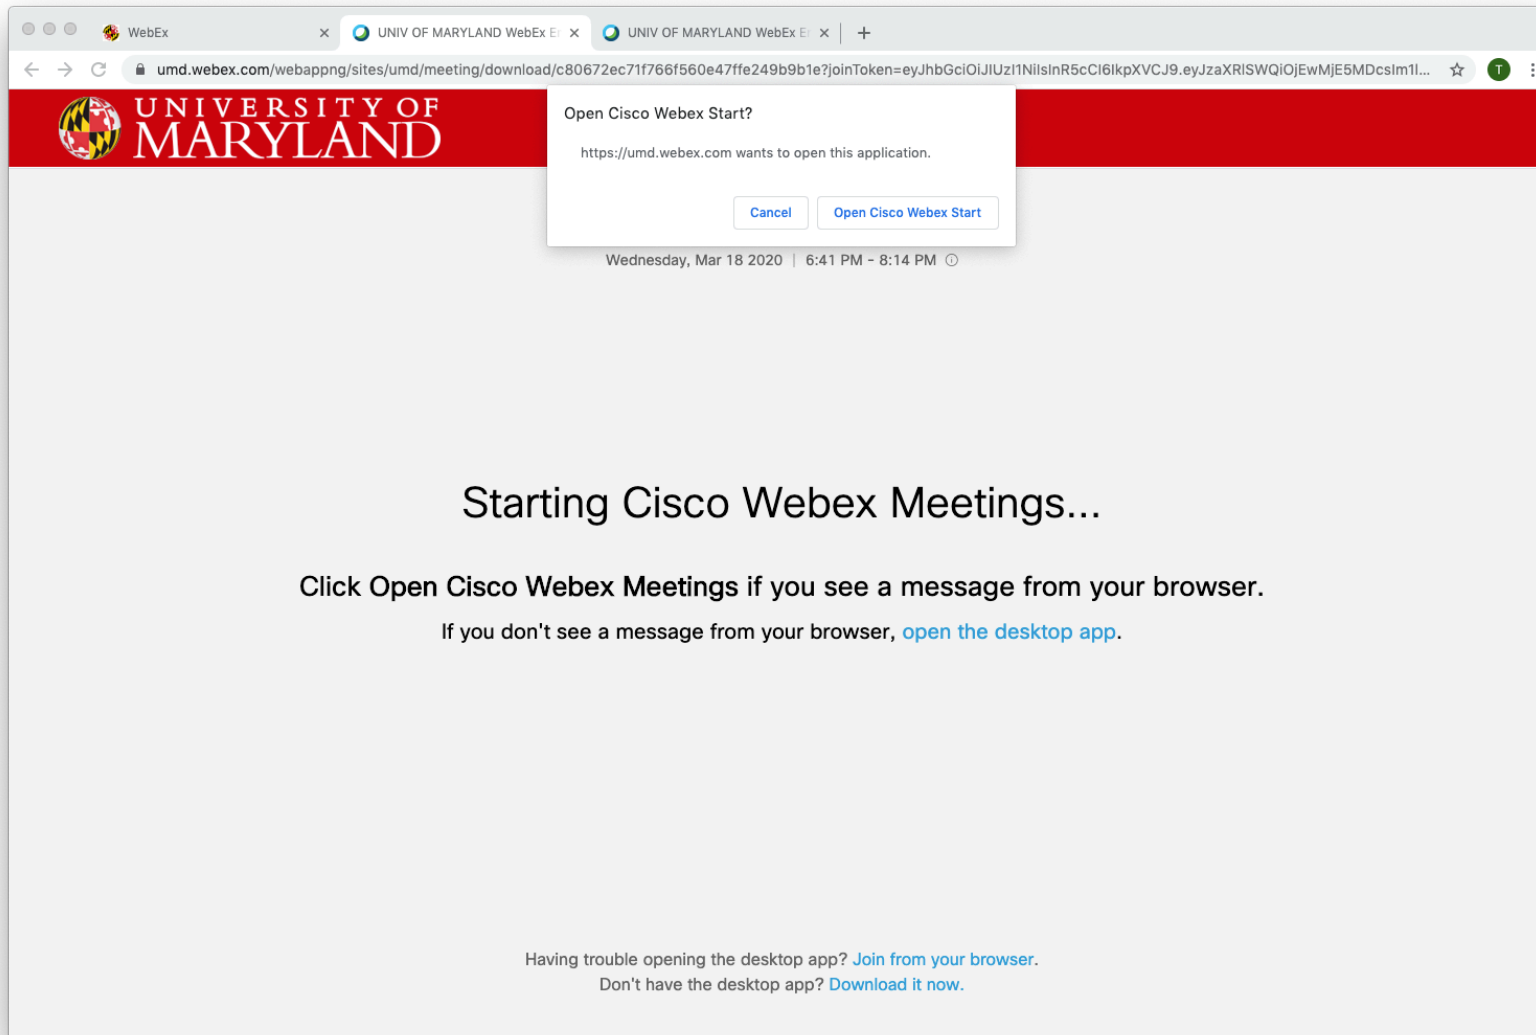 WebEx
UNIV OF MARYLAND WebEx E
UNIV OF MARYLAND WebEx E
umd.webex.com/webappng/sites/umd/meeting/download/c80672ec71f766f560e47ffe249b9b1e?joinToken=eyJhbGciOiJIUzI1NiIsInR5cCI6IkpXVCJ9.eyJzaXRlSWQiOjEwMjE5MDcsIm1l...
T
UNIVERSITY OF
MARYLAND
Open Cisco Webex Start?
https://umd.webex.com wants to open this application.
Cancel
Open Cisco Webex Start
Wednesday, Mar 18 2020 | 6:41 PM - 8:14 PM
Starting Cisco Webex Meetings...
Click Open Cisco Webex Meetings if you see a message from your browser.
If you don't see a message from your browser, open the desktop app.
Having trouble opening the desktop app? Join from your browser.
Don't have the desktop app? Download it now.